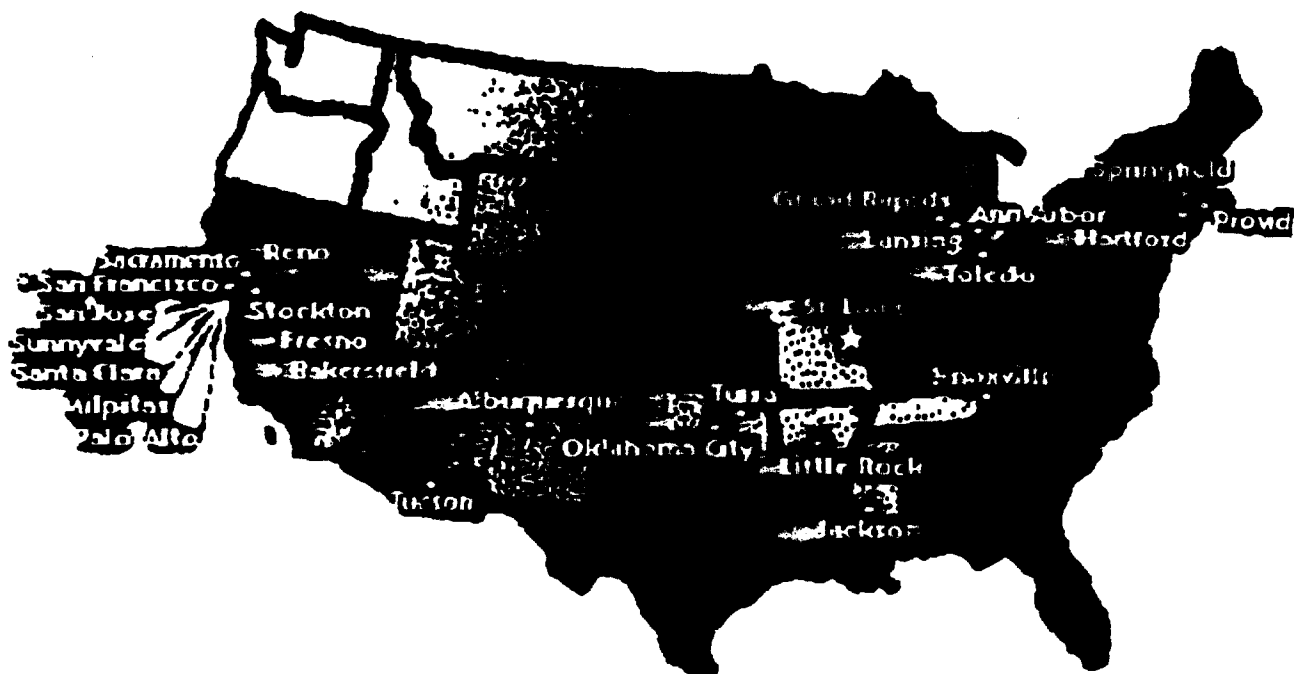 Springfield
Grand Rapids
Ann Arbor
Provid
Lansing
Hartford
Reno
Sacramento
Toledo
San Francisco
San Jose
Stockton
St. Louis
Sunnyvale
Fresno
Santa Clara
Bakersfield
Knoxville
Milpitas
Albuquerque
Tulsa
Palo Alto
Oklahoma City
Little Rock
Tucson
Jackson